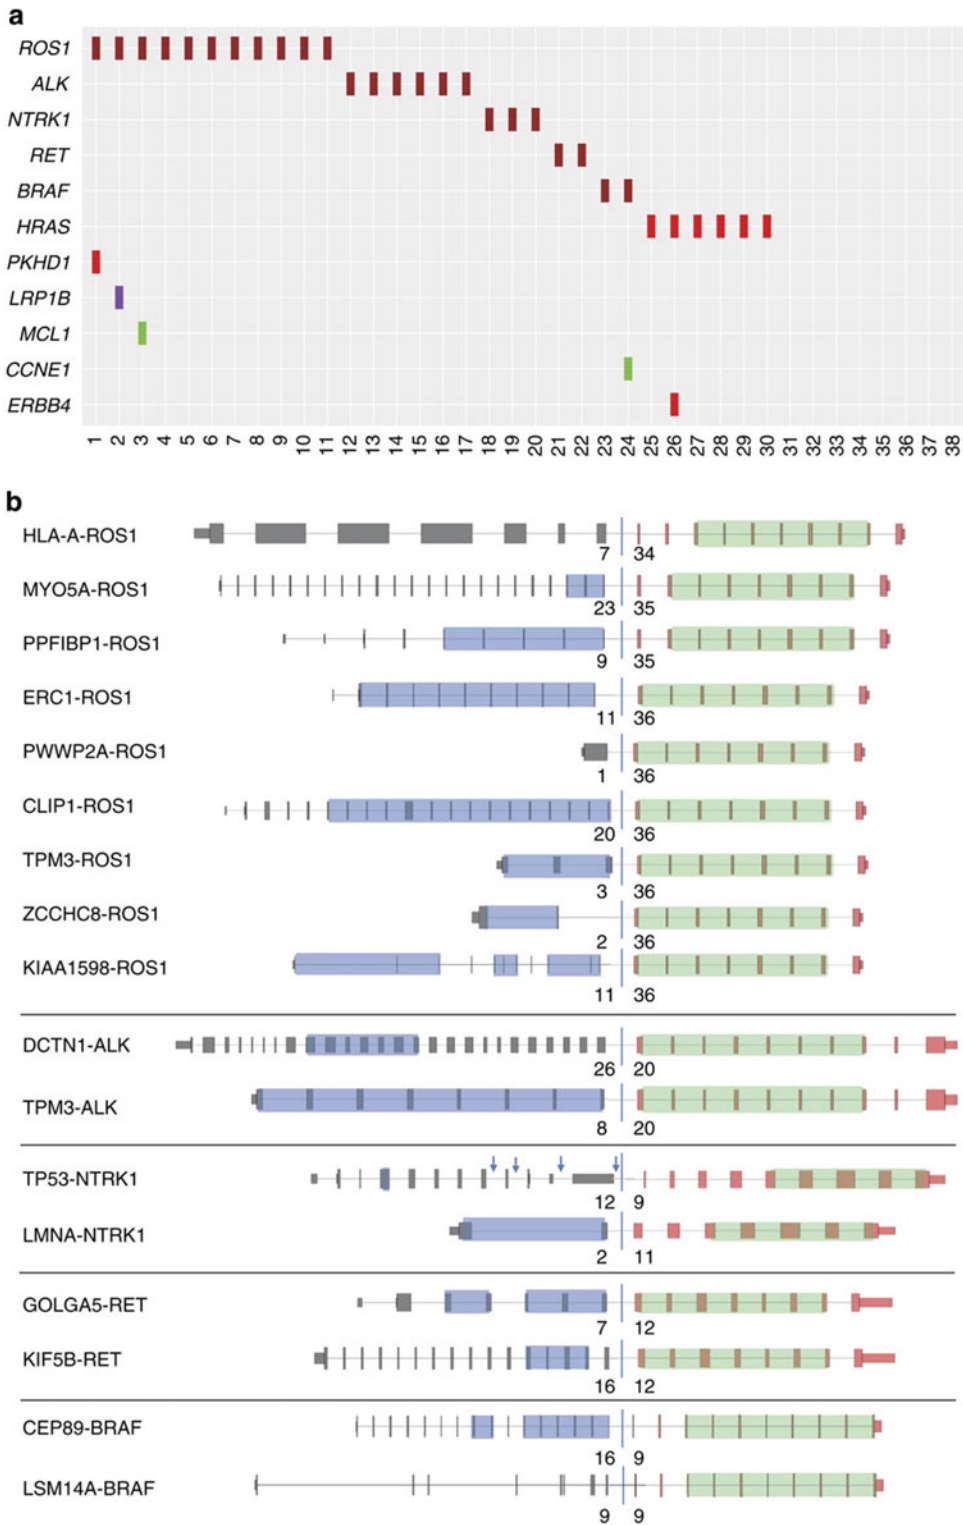 a
ROS1
ALK
NTRK1
RET
BRAF
HRAS
PKHD1
LRP1B
MCL1
CCNE1
ERBB4
1 2 3 4 5 6 7 8 9 10 11 12 13 14 15 16 17 18 19 20 21 22 23 24 25 26 27 28 29 30 31 32 33 34 35 36 37 38
b
HLA-A-ROS1
7 34
MYO5A-ROS1
23 35
PPFIBP1-ROS1
9 35
ERC1-ROS1
11 36
PWWP2A-ROS1
1 36
CLIP1-ROS1
20 36
TPM3-ROS1
3 36
ZCCHC8-ROS1
2 36
KIAA1598-ROS1
11 36
DCTN1-ALK
26 20
TPM3-ALK
8 20
TP53-NTRK1
12 9
LMNA-NTRK1
2 11
GOLGA5-RET
7 12
KIF5B-RET
16 12
CEP89-BRAF
16 9
LSM14A-BRAF
9 9